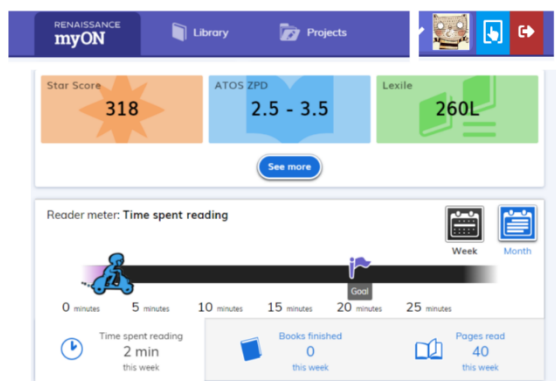 RENAISSANCE
myON
Library
Projects
Star Score
318
ATOS ZPD
2.5 - 3.5
Lexile
260L
See more
Reader meter: Time spent reading
Week
Month
Goal
0 minutes 5 minutes 10 minutes 15 minutes 20 minutes 25 minutes
Time spent reading
2 min
this week
Books finished
0
this week
Pages read
40
this week